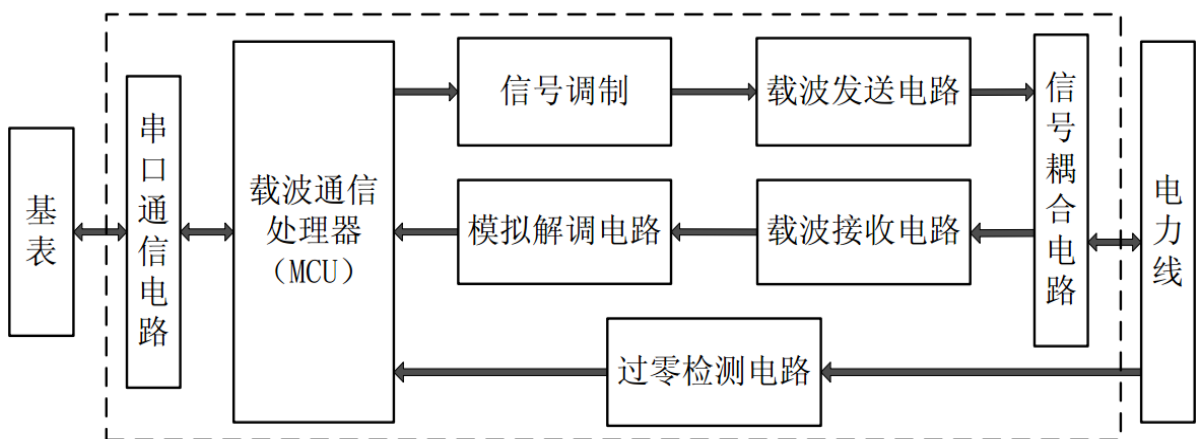 基表
串口通信电路
载波通信
处理器
（MCU）
信号调制
载波发送电路
模拟解调电路
载波接收电路
过零检测电路
信号耦合电路
电力线